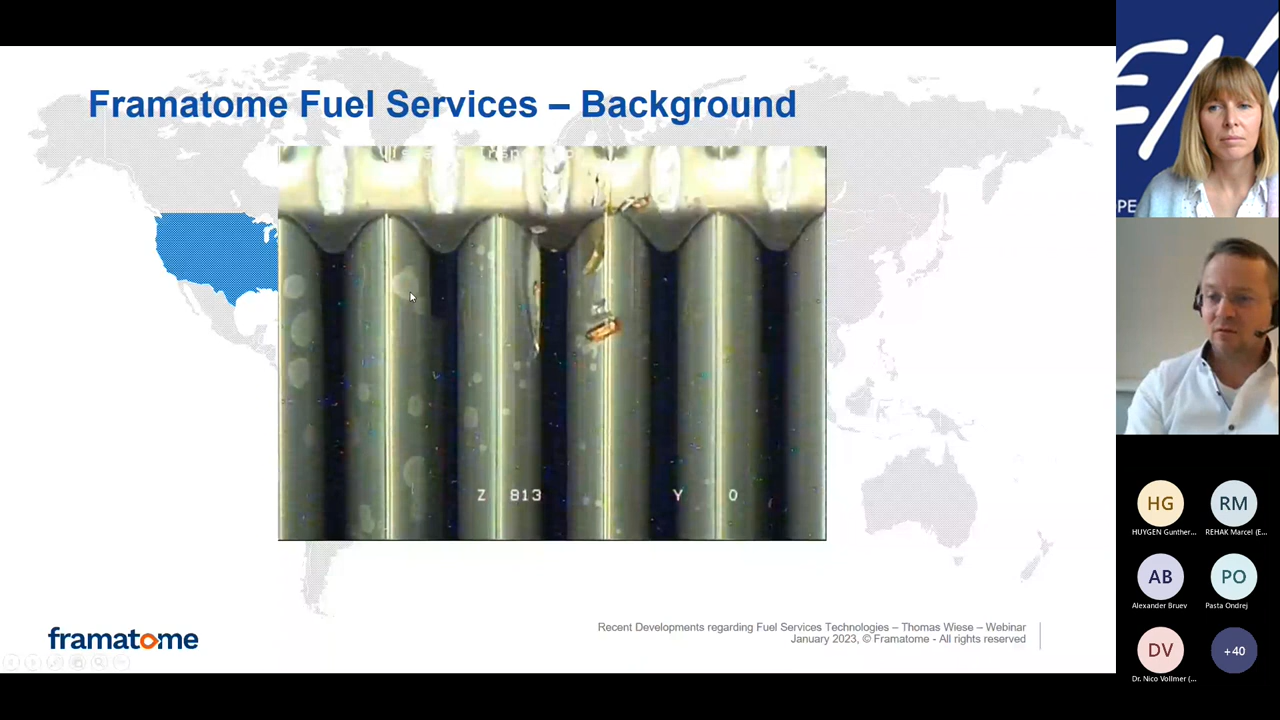 Framatome Fuel Services – Background
Z 813 Y 0
framatome
Recent Developments regarding Fuel Services Technologies – Thomas Wiese – Webinar
January 2023, © Framatome - All rights reserved
EN
PE
HG
RM
HUYGEN Gunther...
REHAK Marcel (E...
AB
PO
Alexander Bruev
Pasta Ondrej
DV
+40
Dr. Nico Vollmer (...